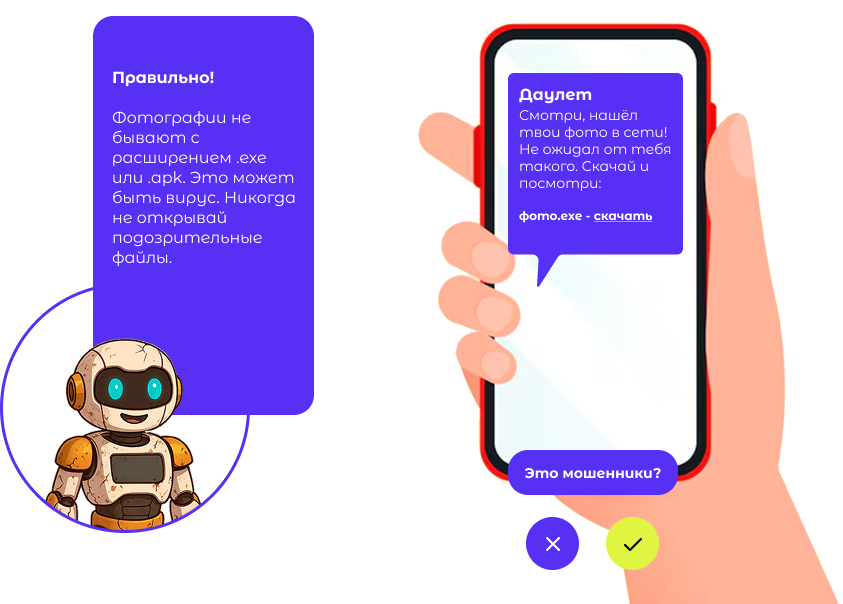 Правильно!
Фотографии не
бывают с
расширением .exe
или .apk. Это может
быть вирус. Никогда
не открывай
подозрительные
файлы.
Даулет
Смотри, нашёл
твои фото в сети!
Не ожидал от тебя
такого. Скачай и
посмотри:
фото.exe - скачать
Это мошенники?